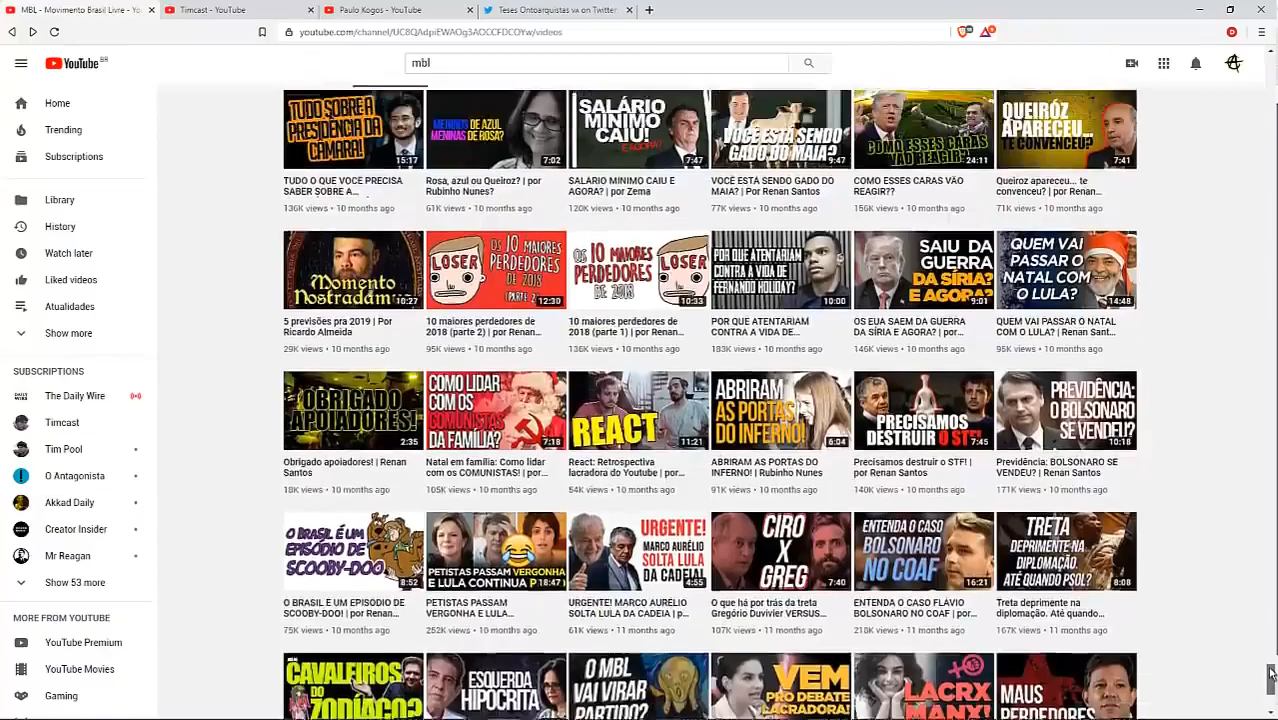 MBL - Movimento Brasil Livre - Yo
Timcast - YouTube
Paulo Kogos - YouTube
Teses Ontoarquistas
on Twitter
youtube.com/channel/UC8QAdpiEWAOg3AOCCFDCOYw/videos
YouTube BR
mbl
Home
Trending
Subscriptions
Library
History
Watch later
Liked videos
Atualidades
Show more
SUBSCRIPTIONS
The Daily Wire
Timcast
Tim Pool
O Antagonista
Akkad Daily
Creator Insider
Mr Reagan
Show 53 more
MORE FROM YOUTUBE
YouTube Premium
YouTube Movies
Gaming
TUDO SOBRE A
PRESIDÊNCIA DA
CÂMARA!
15:17
MENINOS DE AZUL
MENINAS DE ROSA?
7:02
SALÁRIO
MÍNIMO
CAIU!
E AGORA?
7:47
VOCÊ ESTÁ SENDO
GADO DO MAIA?
9:47
COMO ESSES CARAS
VÃO REAGIR?
24:11
QUEIRÓZ
APARECEU...
TE CONVENCEU?
7:41
TUDO O QUE VOCÊ PRECISA
SABER SOBRE A...
136K views • 10 months ago
Rosa, azul ou Queiroz? | por
Rubinho Nunes?
61K views • 10 months ago
SALÁRIO MINIMO CAIU E
AGORA? | por Zema
120K views • 10 months ago
VOCÊ ESTÁ SENDO GADO DO
MAIA? | Por Renan Santos
77K views • 10 months ago
COMO ESSES CARAS VÃO
REAGIR??
156K views • 10 months ago
Queiroz apareceu... te
convenceu? | por Renan...
71K views • 10 months ago
Momento
Nostradam
10:27
LOSER
OS 10 MAIORES
PERDEDORES
DE 2018
(PARTE 2)
12:30
OS 10 MAIORES
PERDEDORES
DE 2018
LOSER
10:33
POR QUE ATENTARIAM
CONTRA A VIDA DE
FERNANDO HOLIDAY?
10:00
SAIU DA
GUERRA
DA SÍRIA?
E AGORA?
9:01
QUEM VAI
PASSAR O
NATAL COM
O LULA?
14:48
5 previsões pra 2019 | Por
Ricardo Almeida
29K views • 10 months ago
10 maiores perdedores de
2018 (parte 2) | por Renan...
95K views • 10 months ago
10 maiores perdedores de
2018 (parte 1) | por Renan...
136K views • 10 months ago
POR QUE ATENTARIAM
CONTRA A VIDA DE...
183K views • 10 months ago
OS EUA SAEM DA GUERRA
DA SÍRIA E AGORA? | por...
146K views • 10 months ago
QUEM VAI PASSAR O NATAL
COM O LULA? | Renan Sant...
95K views • 10 months ago
OBRIGADO
APOIADORES!
2:35
COMO LIDAR
COM OS
COMUNISTAS
DA FAMÍLIA?
7:18
REACT
11:21
ABRIRAM
AS PORTAS
DO INFERNO!
6:04
PRECISAMOS
DESTRUIR O STF!
7:45
PREVIDÊNCIA:
O BOLSONARO
SE VENDEU?
10:18
Obrigado apoiadores! | Renan
Santos
18K views • 10 months ago
Natal em família: Como lidar
com os COMUNISTAS! | por...
105K views • 10 months ago
React: Retrospectiva
lacradora do Youtube | por...
54K views • 10 months ago
ABRIRAM AS PORTAS DO
INFERNO! | Rubinho Nunes
91K views • 10 months ago
Precisamos destruir o STF! |
por Renan Santos
140K views • 10 months ago
Previdência: BOLSONARO SE
VENDEU? | Renan Santos
171K views • 10 months ago
O BRASIL É UM
EPISÓDIO DE
SCOOBY-DOO
8:52
PETISTAS PASSAM VERGONHA
E LULA CONTINUA P
18:47
URGENTE!
MARCO AURÉLIO
SOLTA LULA
DA CADEIA!
4:55
CIRO
X
GREG
7:40
ENTENDA O CASO
BOLSONARO
NO COAF
16:21
TRETA
DEPRIMENTE NA
DIPLOMAÇÃO.
ATÉ QUANDO PSOL?
8:08
O BRASIL É UM EPISÓDIO DE
SCOOBY-DOO! | por Renan...
75K views • 10 months ago
PETISTAS PASSAM
VERGONHA E LULA...
252K views • 10 months ago
URGENTE! MARCO AURÉLIO
SOLTA LULA DA CADEIA | p...
61K views • 11 months ago
O que há por trás da treta
Gregório Duvivier VERSUS...
107K views • 11 months ago
ENTENDA O CASO FLÁVIO
BOLSONARO NO COAF | por...
218K views • 11 months ago
Treta deprimente na
diplomação. Até quando...
167K views • 11 months ago
CAVALEIROS
DO
ZODÍACO?
ESQUERDA
HIPÓCRITA
O MBL
VAI VIRAR
PARTIDO?
VEM
PRO DEBATE
LACRADORA!
LACRX
MANX!
MAUS
PERDEDORES